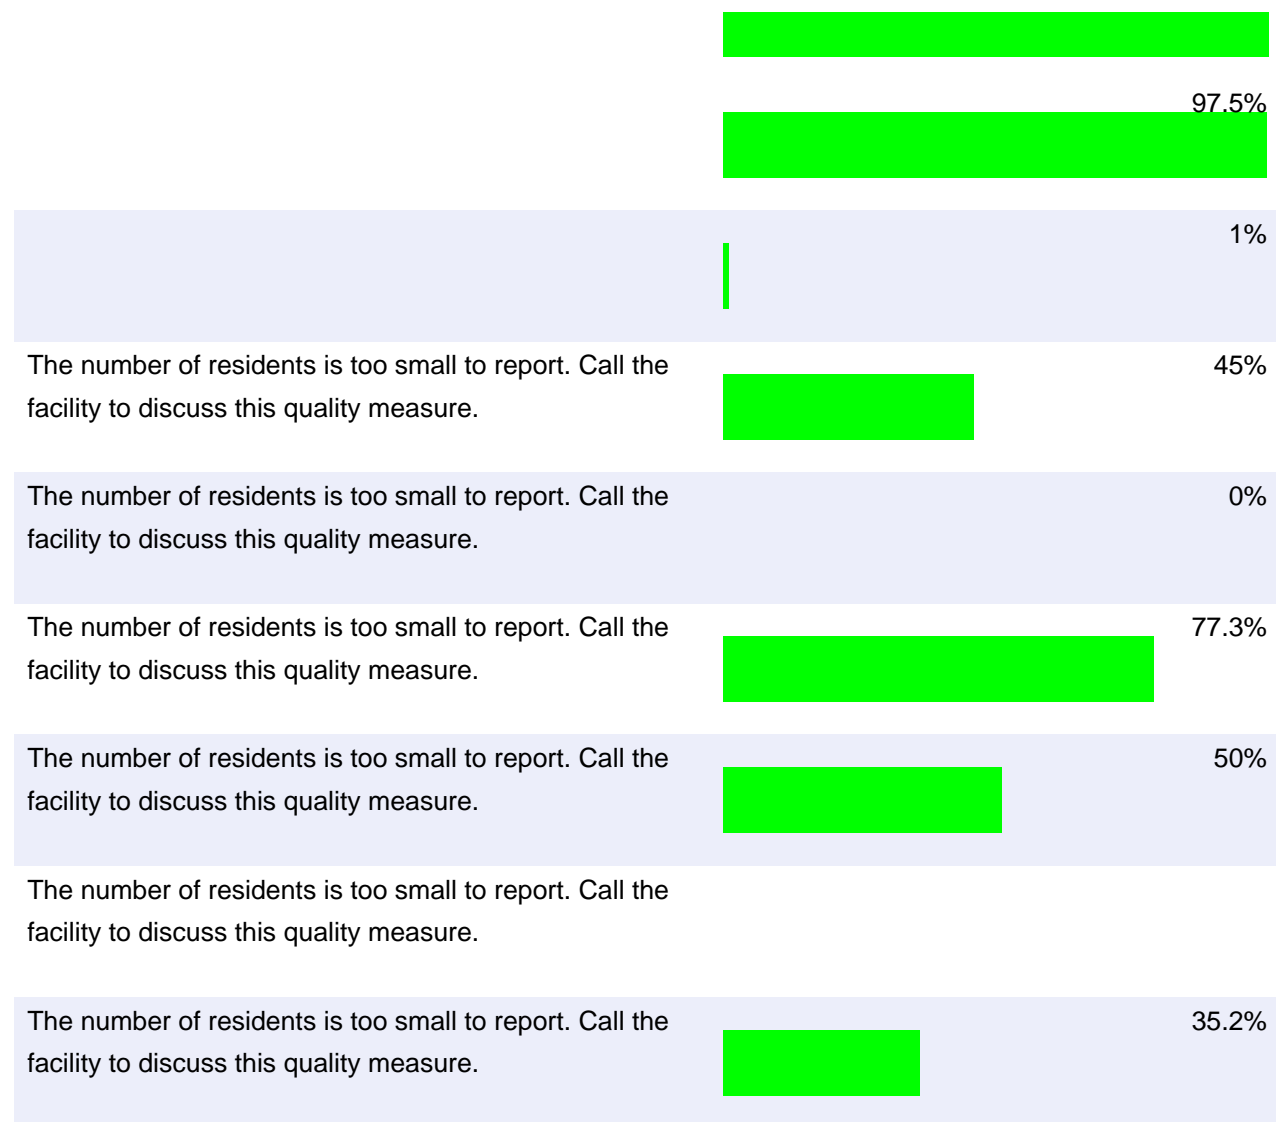 97.5%
1%
The number of residents is too small to report. Call the
facility to discuss this quality measure.
45%
The number of residents is too small to report. Call the
facility to discuss this quality measure.
0%
The number of residents is too small to report. Call the
facility to discuss this quality measure.
77.3%
The number of residents is too small to report. Call the
facility to discuss this quality measure.
50%
The number of residents is too small to report. Call the
facility to discuss this quality measure.
The number of residents is too small to report. Call the
facility to discuss this quality measure.
35.2%